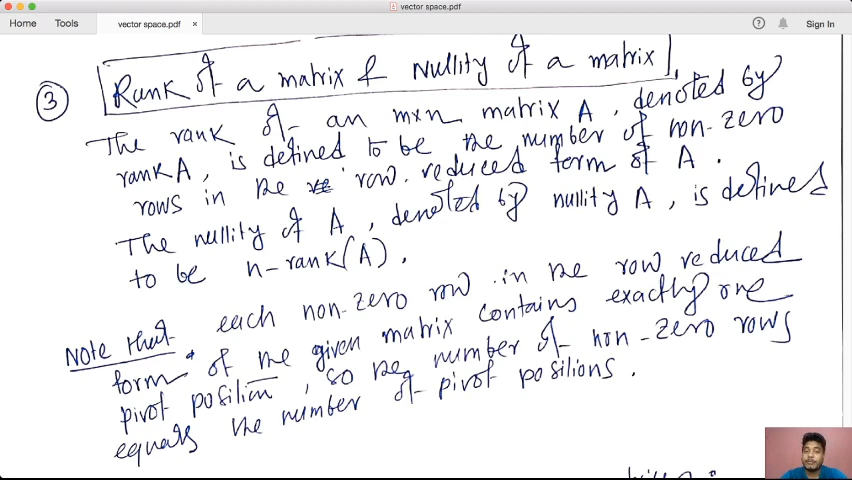 vector space.pdf
Home Tools vector space.pdf × Sign In
③ Rank of a matrix & Nullity of a matrix
The rank of an mxn matrix A, denoted by
rank A, is defined to be the number of non-zero
rows in the row-reduced form of A.
The nullity of A, denoted by nullity A, is defined
to be n-rank(A).
Note that each non-zero row in the row reduced
form of the given matrix contains exactly one
pivot position, so the number of non-zero rows
equals the number of pivot positions.